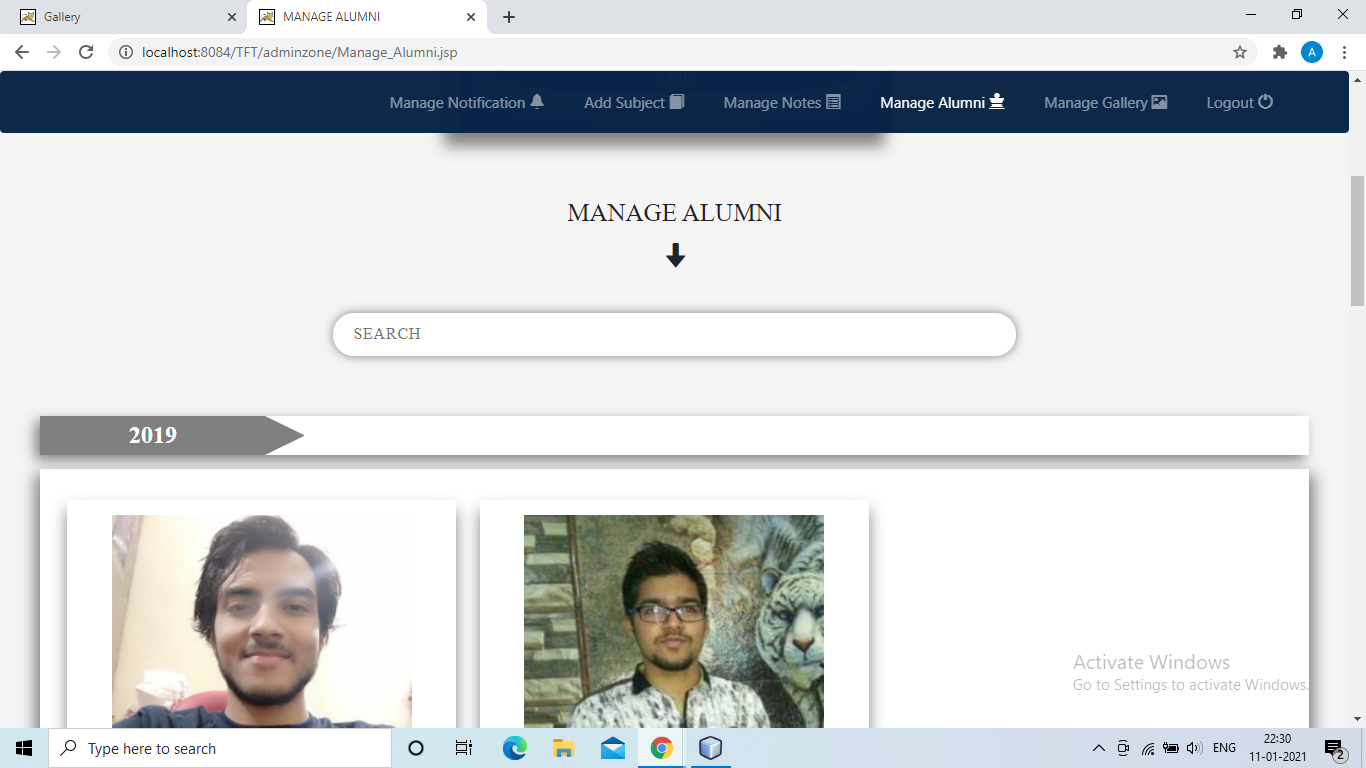 Gallery
MANAGE ALUMNI
localhost:8084/TFT/adminzone/Manage_Alumni.jsp
A
Manage Notification
Add Subject
Manage Notes
Manage Alumni
Manage Gallery
Logout
MANAGE ALUMNI
SEARCH
2019
Activate Windows
Go to Settings to activate Windows.
Type here to search
ENG
22:30
11-01-2021
2